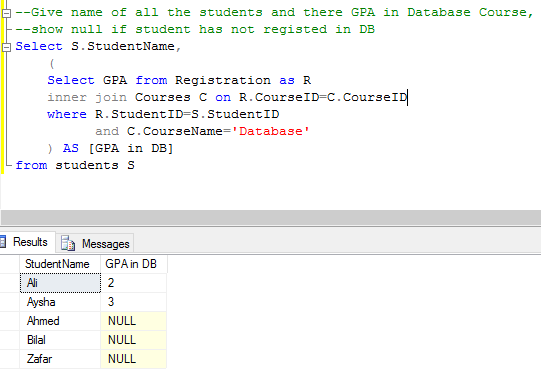 --Give name of all the students and there GPA in Database Course,
--show null if student has not registed in DB
Select S.StudentName,
(
Select GPA from Registration as R
inner join Courses C on R.CourseID=C.CourseID
where R.StudentID=S.StudentID
and C.CourseName='Database'
) AS [GPA in DB]
from students S
Results Messages
StudentName GPA in DB
Ali 2
Aysha 3
Ahmed NULL
Bilal NULL
Zafar NULL